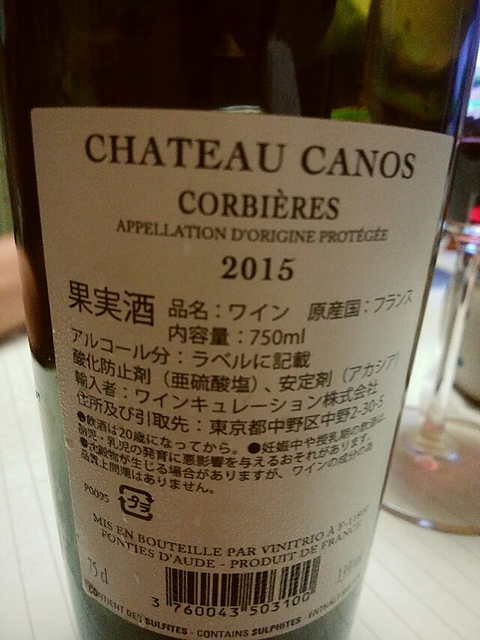 CHATEAU CANOS
CORBIÈRES
APPELLATION D'ORIGINE PROTÉGÉE
2015
果実酒 品名：ワイン 原産国：フランス
内容量：750ml
アルコール分：ラベルに記載
酸化防止剤（亜硫酸塩）、安定剤（アカシア）
輸入者：ワインキュレーション株式会社
住所及び引取先：東京都中野区中野2-30-5
●飲酒は20歳になってから。●妊娠中や授乳期の飲酒は、
胎児・乳児の発育に悪影響を与えるおそれがあります。
●沈殿物が生じる場合がありますが、ワインの成分の為
品質上問題はありません。
P0095 プラ
MIS EN BOUTEILLE PAR VINITRIO À F-11
FONTIES D'AUDE - PRODUIT DE FRANCE
75 cl
3 760043 503100
CONTIENT DES SULFITES - CONTAINS SULPHITES -